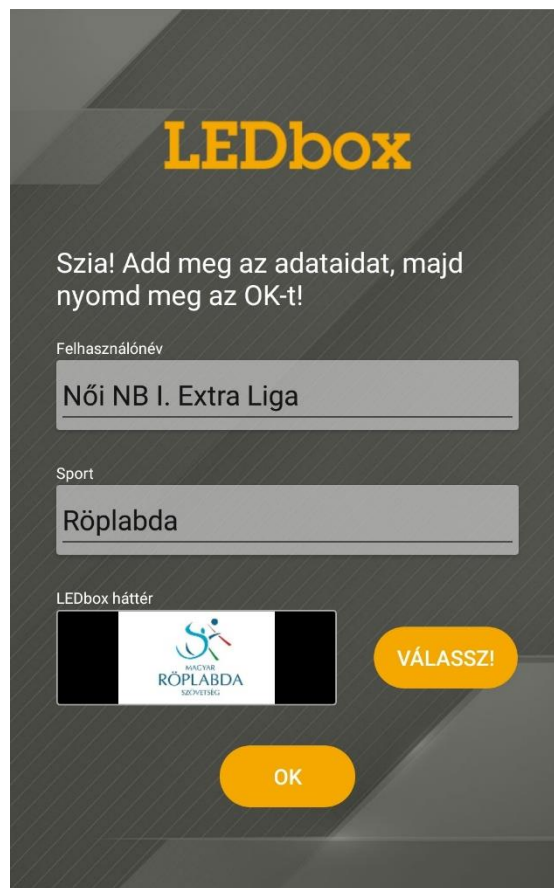 LEDbox
Szia! Add meg az adataidat, majd
nyomd meg az OK-t!
Felhasználónév
Női NB I. Extra Liga
Sport
Röplabda
LEDbox háttér
MAGYAR
RÖPLABDA
SZÖVETSÉG
VÁLASSZ!
OK